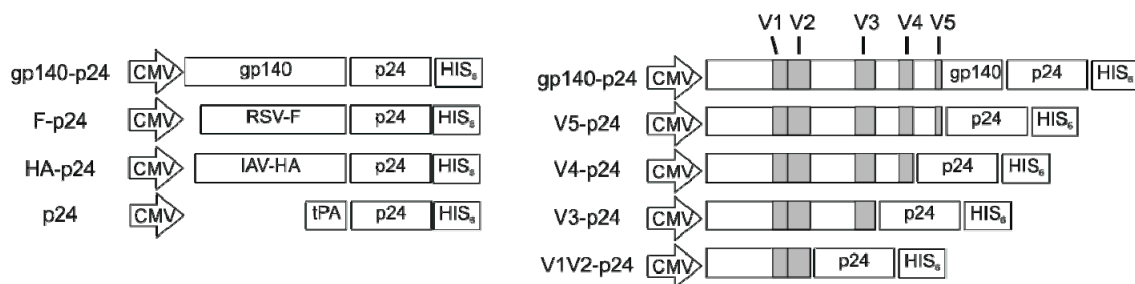 gp140-p24 CMV gp140 p24 HIS₆
F-p24 CMV RSV-F p24 HIS₆
HA-p24 CMV IAV-HA p24 HIS₆
p24 CMV tPA p24 HIS₆
V1 V2 V3 V4 V5
gp140-p24 CMV gp140 p24 HIS₆
V5-p24 CMV p24 HIS₆
V4-p24 CMV p24 HIS₆
V3-p24 CMV p24 HIS₆
V1V2-p24 CMV p24 HIS₆